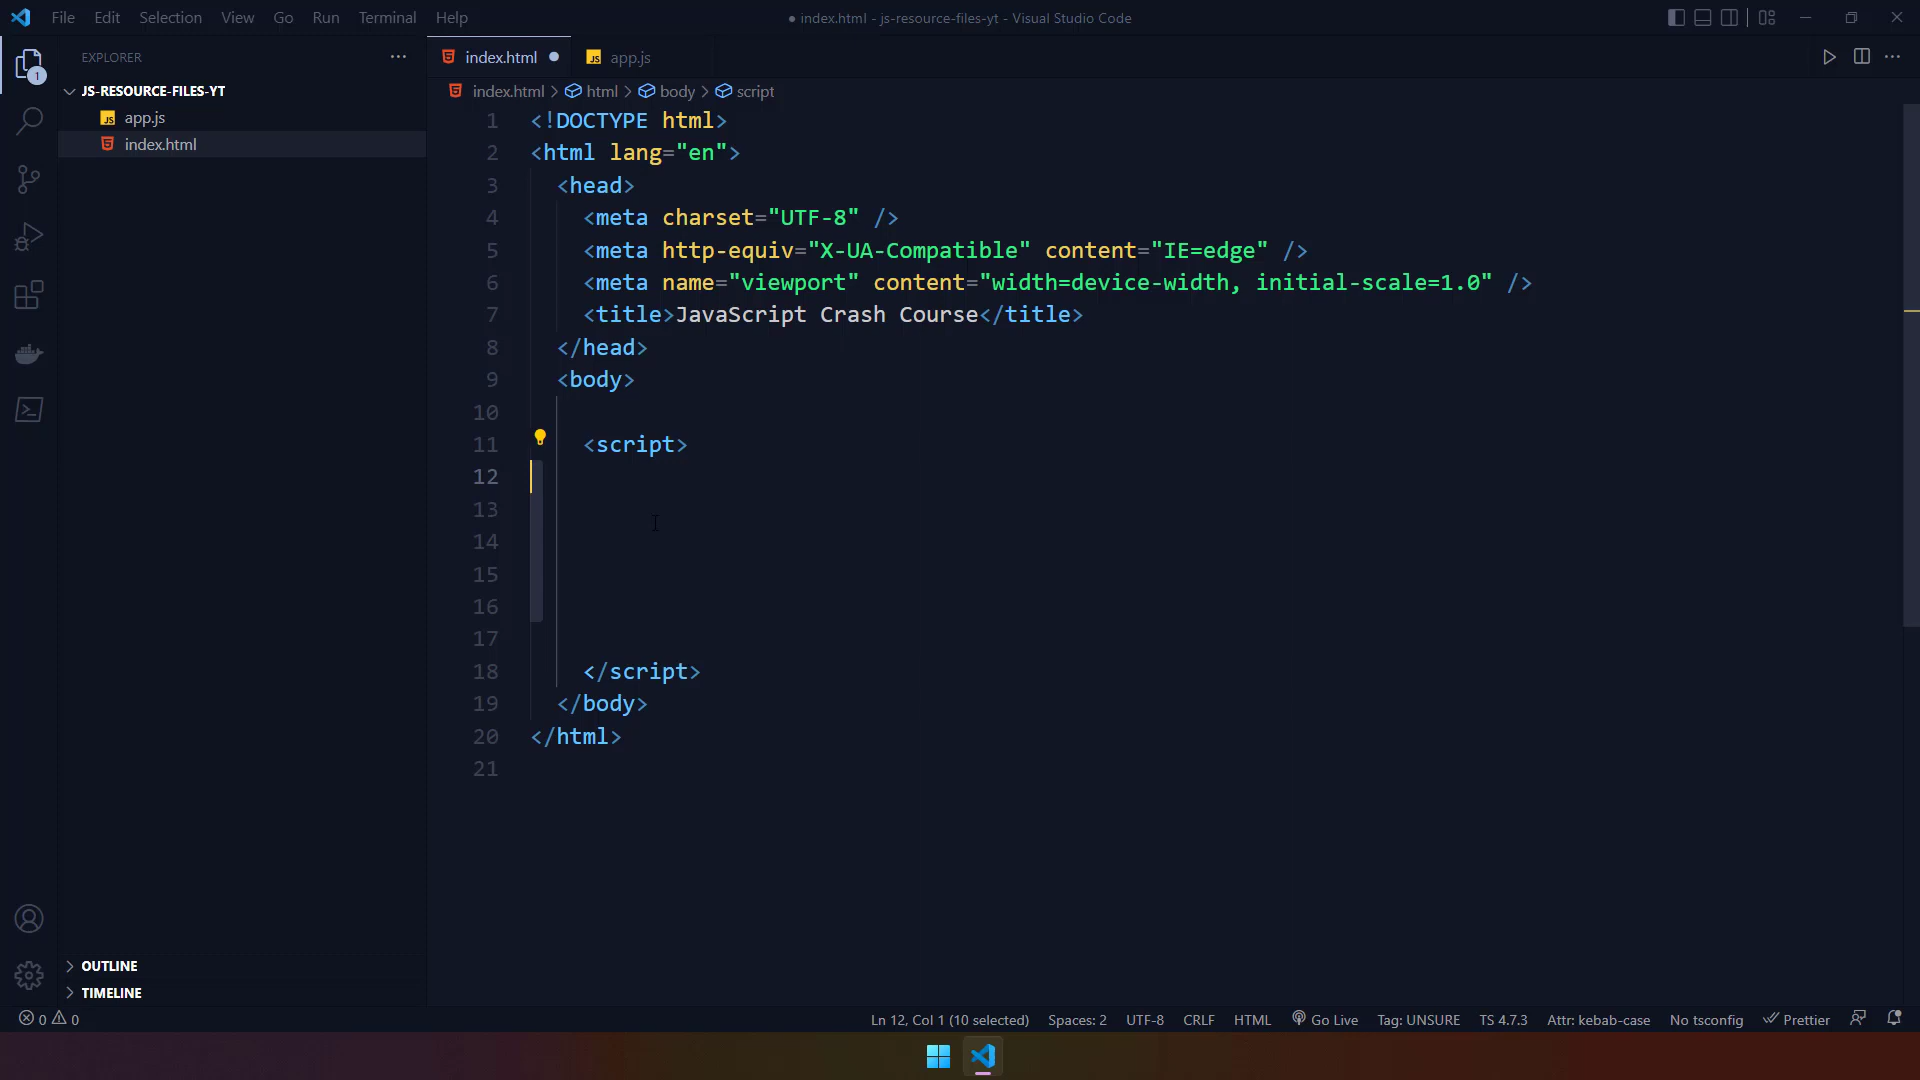 File Edit Selection View Go Run Terminal Help
● index.html - js-resource-files-yt - Visual Studio Code
EXPLORER
1
JS-RESOURCE-FILES-YT
JS app.js
index.html
index.html
JS app.js
index.html > html > body > script
1 <!DOCTYPE html>
2 <html lang="en">
3 <head>
4 <meta charset="UTF-8" />
5 <meta http-equiv="X-UA-Compatible" content="IE=edge" />
6 <meta name="viewport" content="width=device-width, initial-scale=1.0" />
7 <title>JavaScript Crash Course</title>
8 </head>
9 <body>
10
11 <script>
12
13
14
15
16
17
18 </script>
19 </body>
20 </html>
21
OUTLINE
TIMELINE
0 0
Ln 12, Col 1 (10 selected) Spaces: 2 UTF-8 CRLF HTML Go Live Tag: UNSURE TS 4.7.3 Attr: kebab-case No tsconfig Prettier